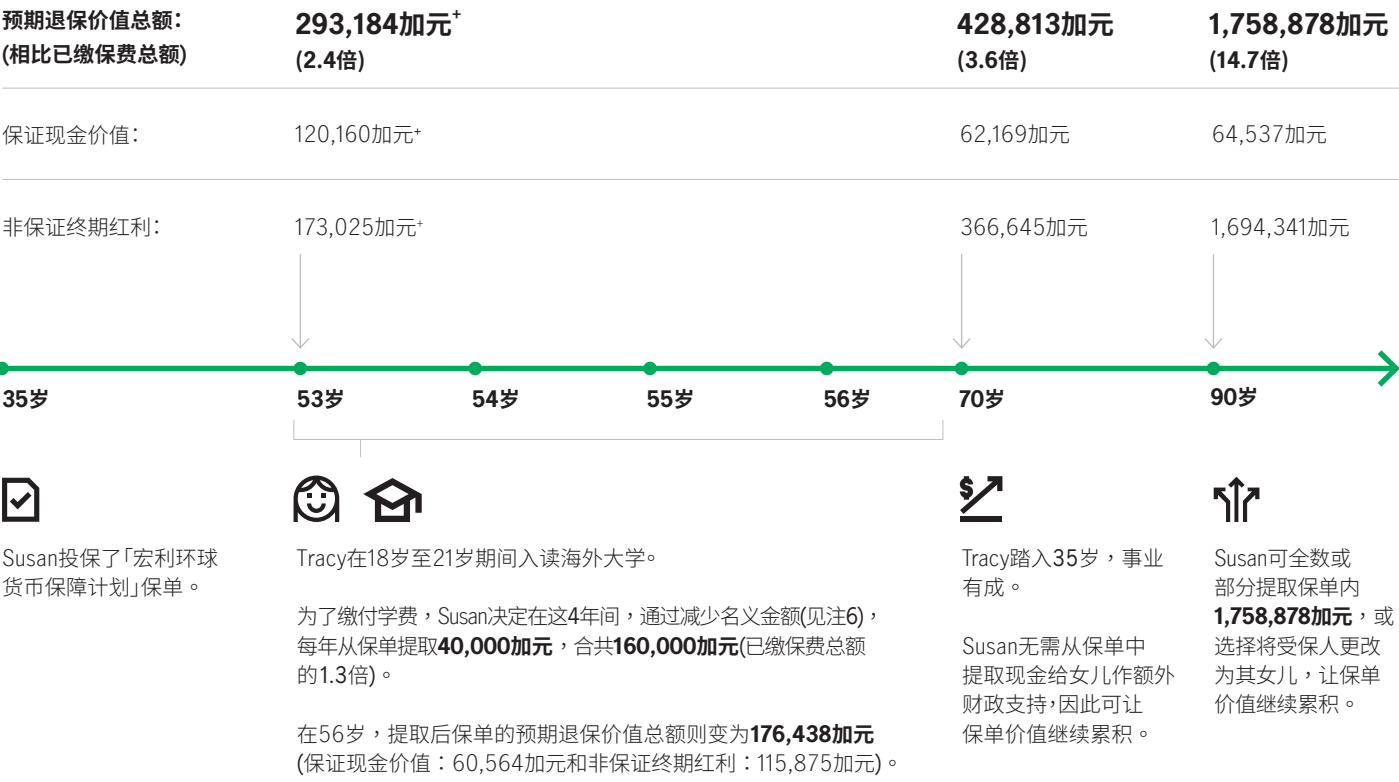 预期退保价值总额：
(相比已缴保费总额)
293,184加元+
(2.4倍)
428,813加元
(3.6倍)
1,758,878加元
(14.7倍)
保证现金价值：
120,160加元+
62,169加元
64,537加元
非保证终期红利：
173,025加元+
366,645加元
1,694,341加元
35岁
53岁
54岁
55岁
56岁
70岁
90岁
Susan投保了「宏利环球
货币保障计划」保单。
Tracy在18岁至21岁期间入读海外大学。
为了缴付学费，Susan决定在这4年间，通过减少名义金额(见注6)，
每年从保单提取40,000加元，合共160,000加元(已缴保费总额
的1.3倍)。
在56岁，提取后保单的预期退保价值总额则变为176,438加元
(保证现金价值：60,564加元和非保证终期红利：115,875加元)。
$
Tracy踏入35岁，事业
有成。
Susan无需从保单中
提取现金给女儿作额外
财政支持，因此可让
保单价值继续累积。
Susan可全数或
部分提取保单内
1,758,878加元，或
选择将受保人更改
为其女儿，让保单
价值继续累积。